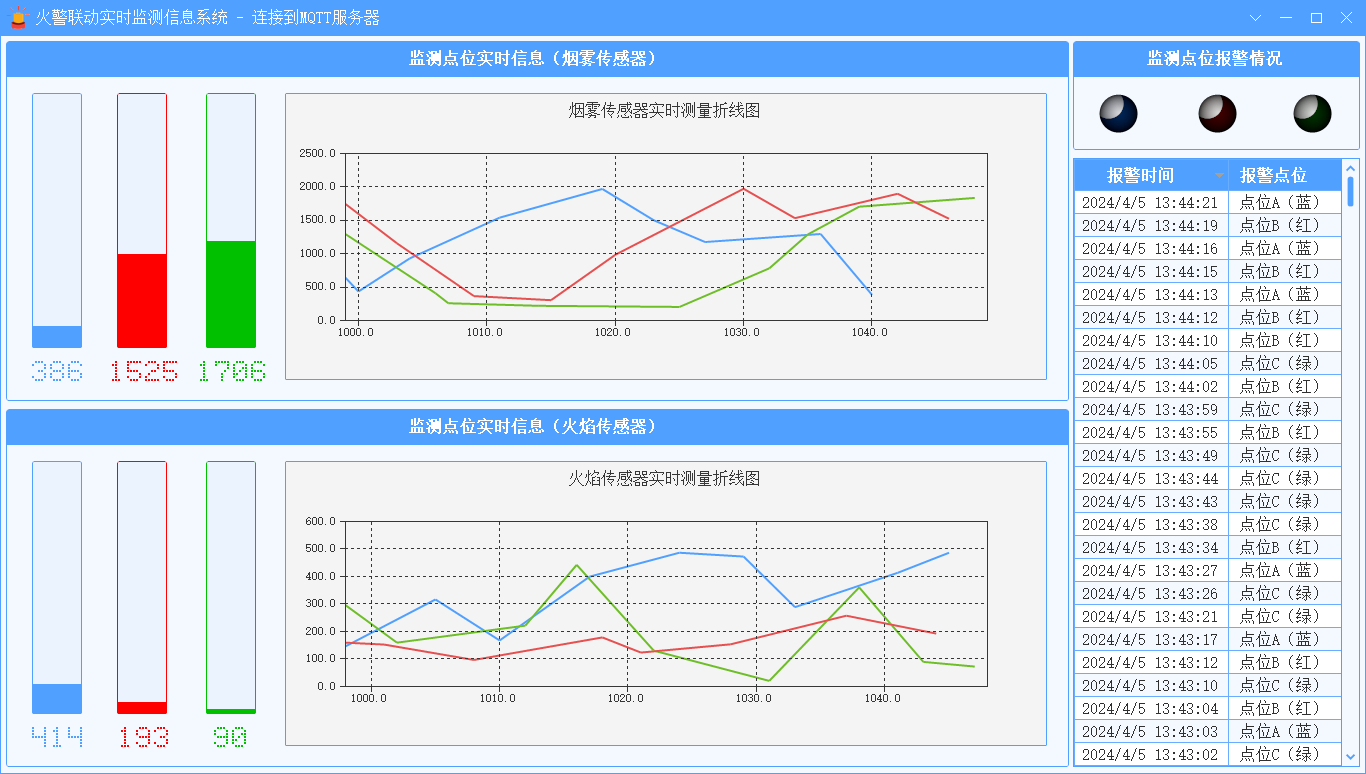 火警联动实时监测信息系统 - 连接到MQTT服务器
监测点位实时信息（烟雾传感器）
烟雾传感器实时测量折线图
2500.0
2000.0
1500.0
1000.0
500.0
0.0
1000.0 1010.0 1020.0 1030.0 1040.0
386 1525 1706
监测点位实时信息（火焰传感器）
火焰传感器实时测量折线图
600.0
500.0
400.0
300.0
200.0
100.0
0.0
1000.0 1010.0 1020.0 1030.0 1040.0
414 193 90
监测点位报警情况
报警时间 报警点位
2024/4/5 13:44:21 点位A（蓝）
2024/4/5 13:44:19 点位B（红）
2024/4/5 13:44:16 点位A（蓝）
2024/4/5 13:44:15 点位B（红）
2024/4/5 13:44:13 点位A（蓝）
2024/4/5 13:44:12 点位B（红）
2024/4/5 13:44:10 点位B（红）
2024/4/5 13:44:05 点位C（绿）
2024/4/5 13:44:02 点位B（红）
2024/4/5 13:43:59 点位C（绿）
2024/4/5 13:43:55 点位B（红）
2024/4/5 13:43:49 点位C（绿）
2024/4/5 13:43:44 点位C（绿）
2024/4/5 13:43:43 点位C（绿）
2024/4/5 13:43:38 点位C（绿）
2024/4/5 13:43:34 点位B（红）
2024/4/5 13:43:27 点位A（蓝）
2024/4/5 13:43:26 点位C（绿）
2024/4/5 13:43:21 点位C（绿）
2024/4/5 13:43:17 点位A（蓝）
2024/4/5 13:43:12 点位B（红）
2024/4/5 13:43:10 点位C（绿）
2024/4/5 13:43:04 点位B（红）
2024/4/5 13:43:03 点位A（蓝）
2024/4/5 13:43:02 点位C（绿）